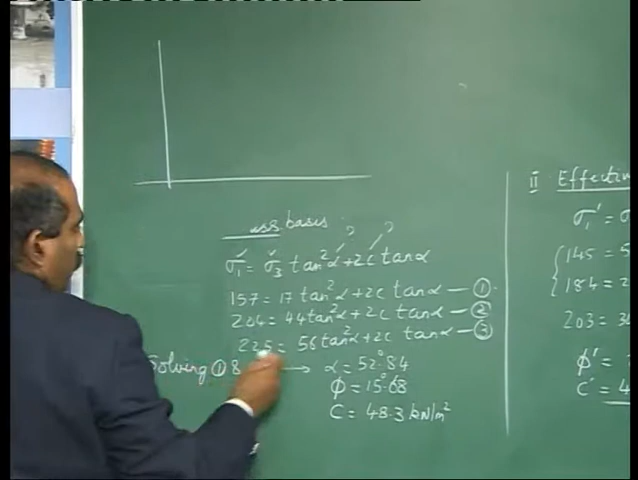 basis
σ₁ = σ₃ tan²α + 2c tanα
? ?
157 = 17 tan²α + 2c tanα — ①
204 = 44 tan²α + 2c tanα — ②
225 = 56 tan²α + 2c tanα — ③
Solving ① & → α = 52°.84
φ = 15°.68
C = 48.3 kN/m²
II Effectiv
σ₁' = σ
145 = 5
184 = 2
203 = 3
φ' =
C' = 4